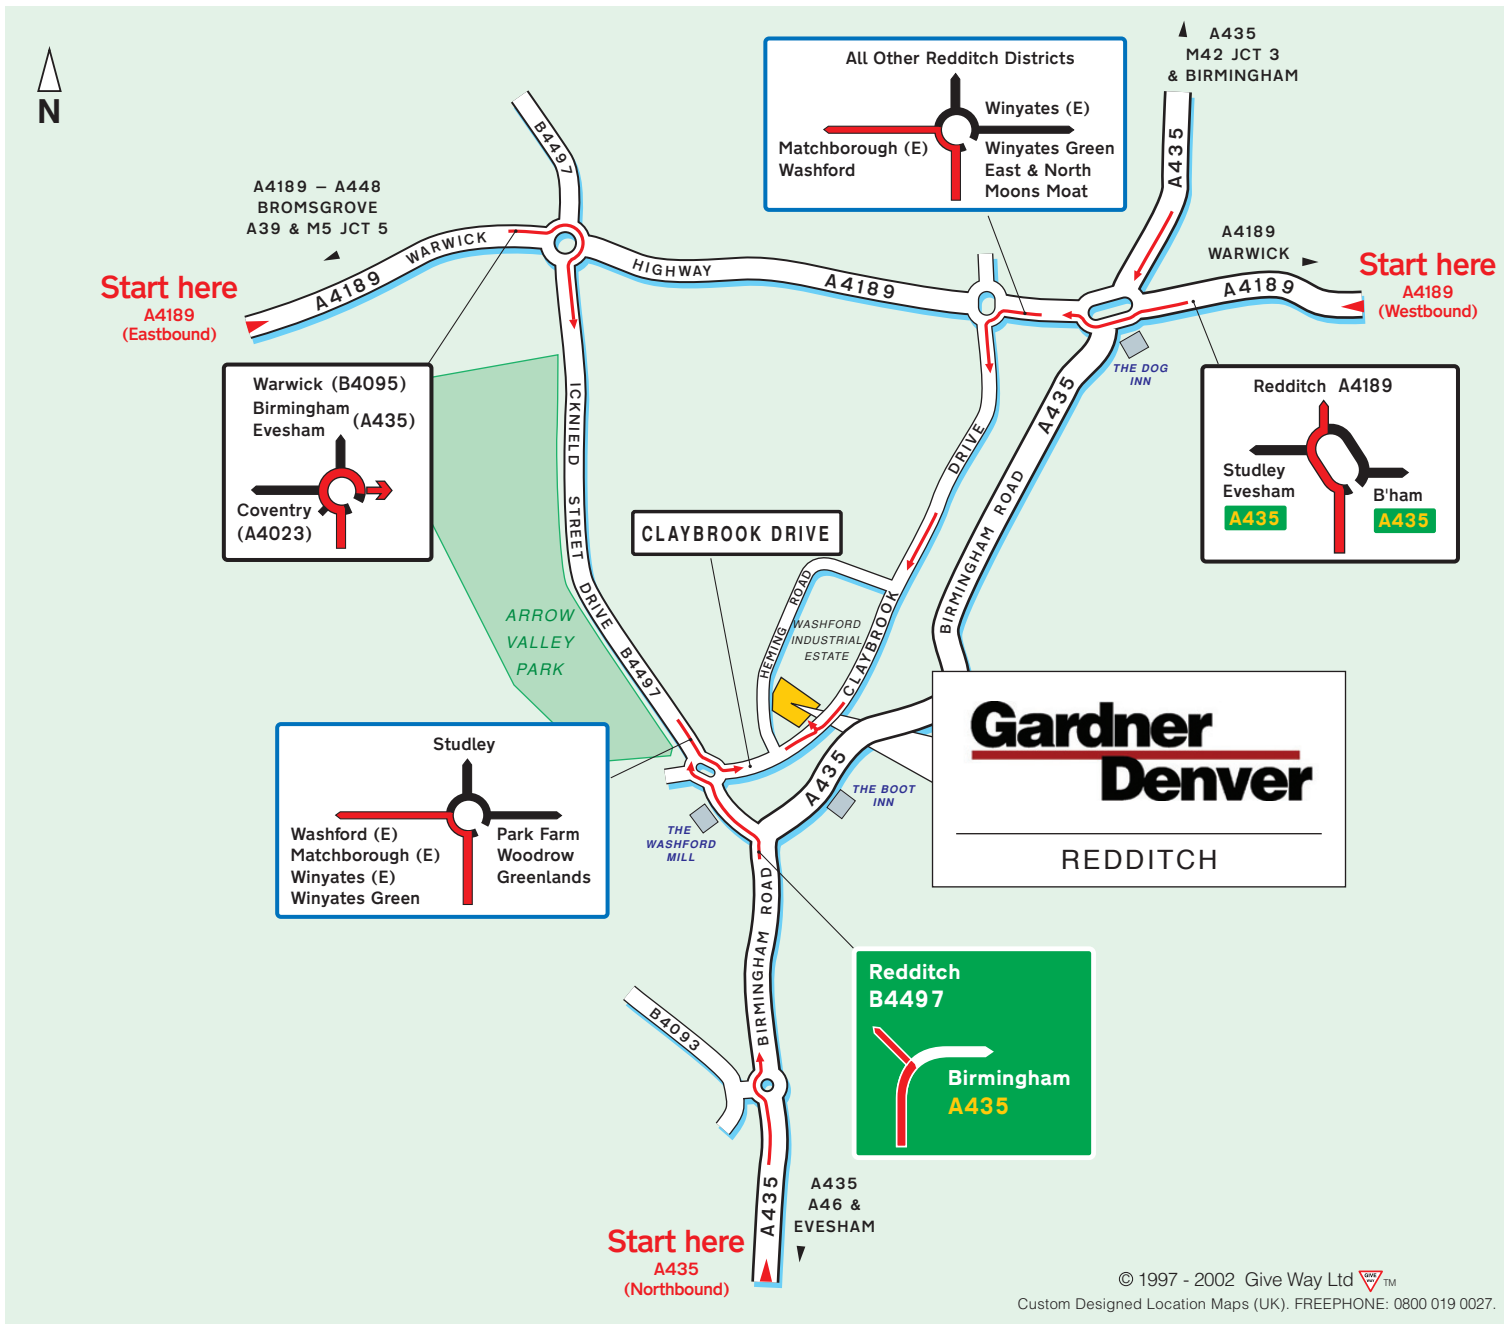 N
A435
M42 JCT 3
& BIRMINGHAM
All Other Redditch Districts
Winyates (E)
Matchborough (E)
Washford
Winyates Green
East & North
Moons Moat
B4497
A435
A4189 – A448
BROMSGROVE
A39 & M5 JCT 5
A4189
WARWICK
HIGHWAY
A4189
A4189
WARWICK
A4189
Start here
A4189
(Eastbound)
Start here
A4189
(Westbound)
THE DOG
INN
Warwick (B4095)
Birmingham
Evesham
(A435)
Coventry
(A4023)
Redditch A4189
Studley
Evesham
A435
B'ham
A435
ICKNIELD
STREET
DRIVE
B4497
ARROW
VALLEY
PARK
CLAYBROOK DRIVE
DRIVE
CLAYBROOK
HEMING
ROAD
WASHFORD
INDUSTRIAL
ESTATE
A435
BIRMINGHAM ROAD
Gardner
Denver
REDDITCH
Studley
Washford (E)
Matchborough (E)
Winyates (E)
Winyates Green
Park Farm
Woodrow
Greenlands
A435
THE BOOT
INN
THE
WASHFORD
MILL
BIRMINGHAM ROAD
Redditch
B4497
Birmingham
A435
B4093
A435
A435
A46 &
EVESHAM
Start here
A435
(Northbound)
© 1997 - 2002 Give Way Ltd GIVE WAY TM
Custom Designed Location Maps (UK). FREEPHONE: 0800 019 0027.